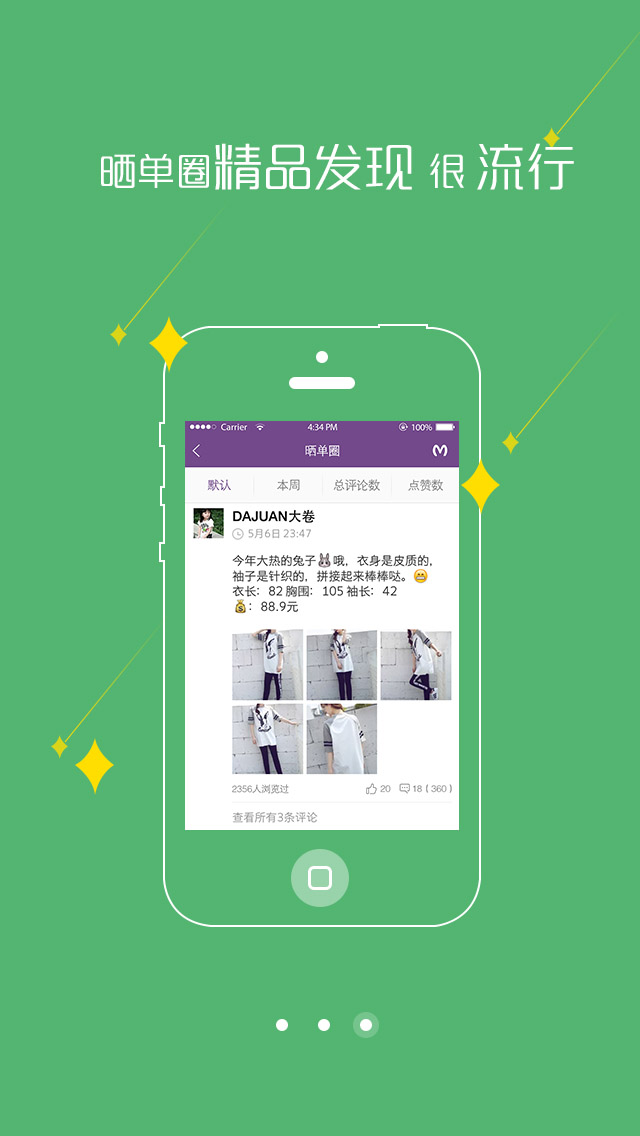 晒单圈精品发现 很 流行
Carrier 4:34 PM 100%
晒单圈
默认 本周 总评论数 点赞数
DAJUAN大卷
5月6日 23:47
今年大热的兔子🐰哦，衣身是皮质的，
袖子是针织的，拼接起来棒棒哒。😁
衣长：82 胸围：105 袖长：42
💰：88.9元
2356人浏览过 20 18（360）
查看所有3条评论